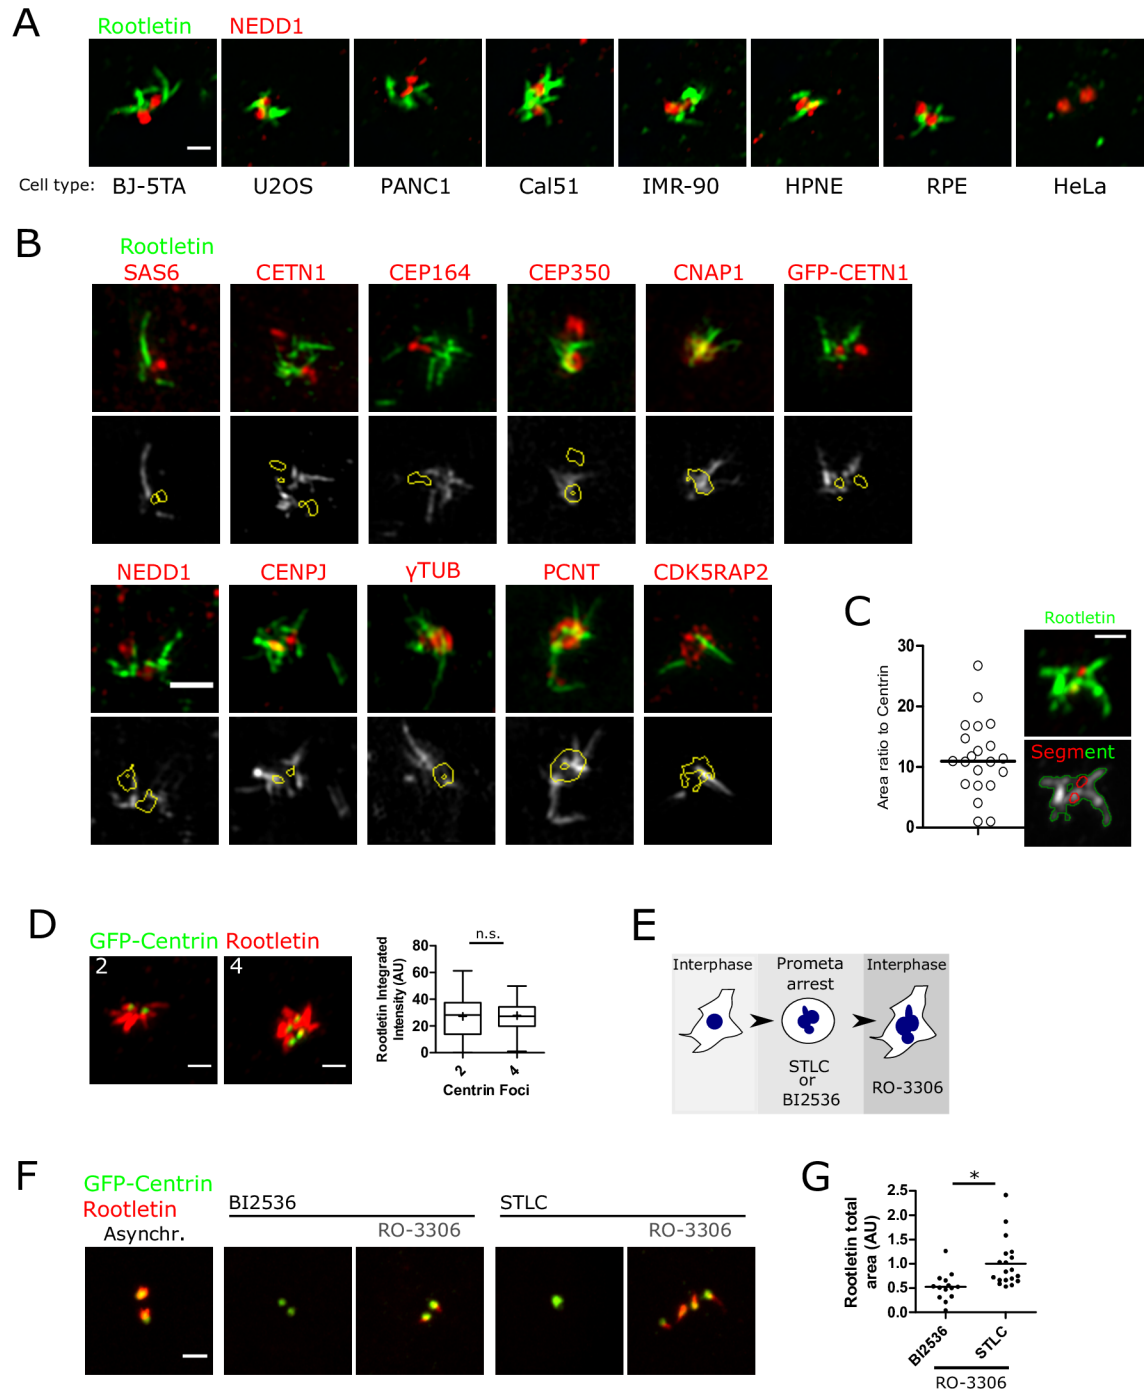 A
Rootletin NEDD1
Cell type: BJ-5TA U2OS PANC1 Cal51 IMR-90 HPNE RPE HeLa
B
Rootletin
SAS6 CETN1 CEP164 CEP350 CNAP1 GFP-CETN1
NEDD1 CENPJ γTUB PCNT CDK5RAP2
C
Rootletin
Segment
Area ratio to Centrin
30
20
10
0
D
GFP-Centrin Rootletin
2 4
n.s.
Rootletin Integrated
Intensity (AU)
80
60
40
20
0
2 4
Centrin Foci
E
Interphase Prometa Interphase
arrest
STLC
or
BI2536
RO-3306
F
GFP-Centrin
Rootletin
Asynchr.
BI2536 STLC
RO-3306 RO-3306
G
*
Rootletin total
area (AU)
2.5
2.0
1.5
1.0
0.5
0.0
BI2536 STLC
RO-3306